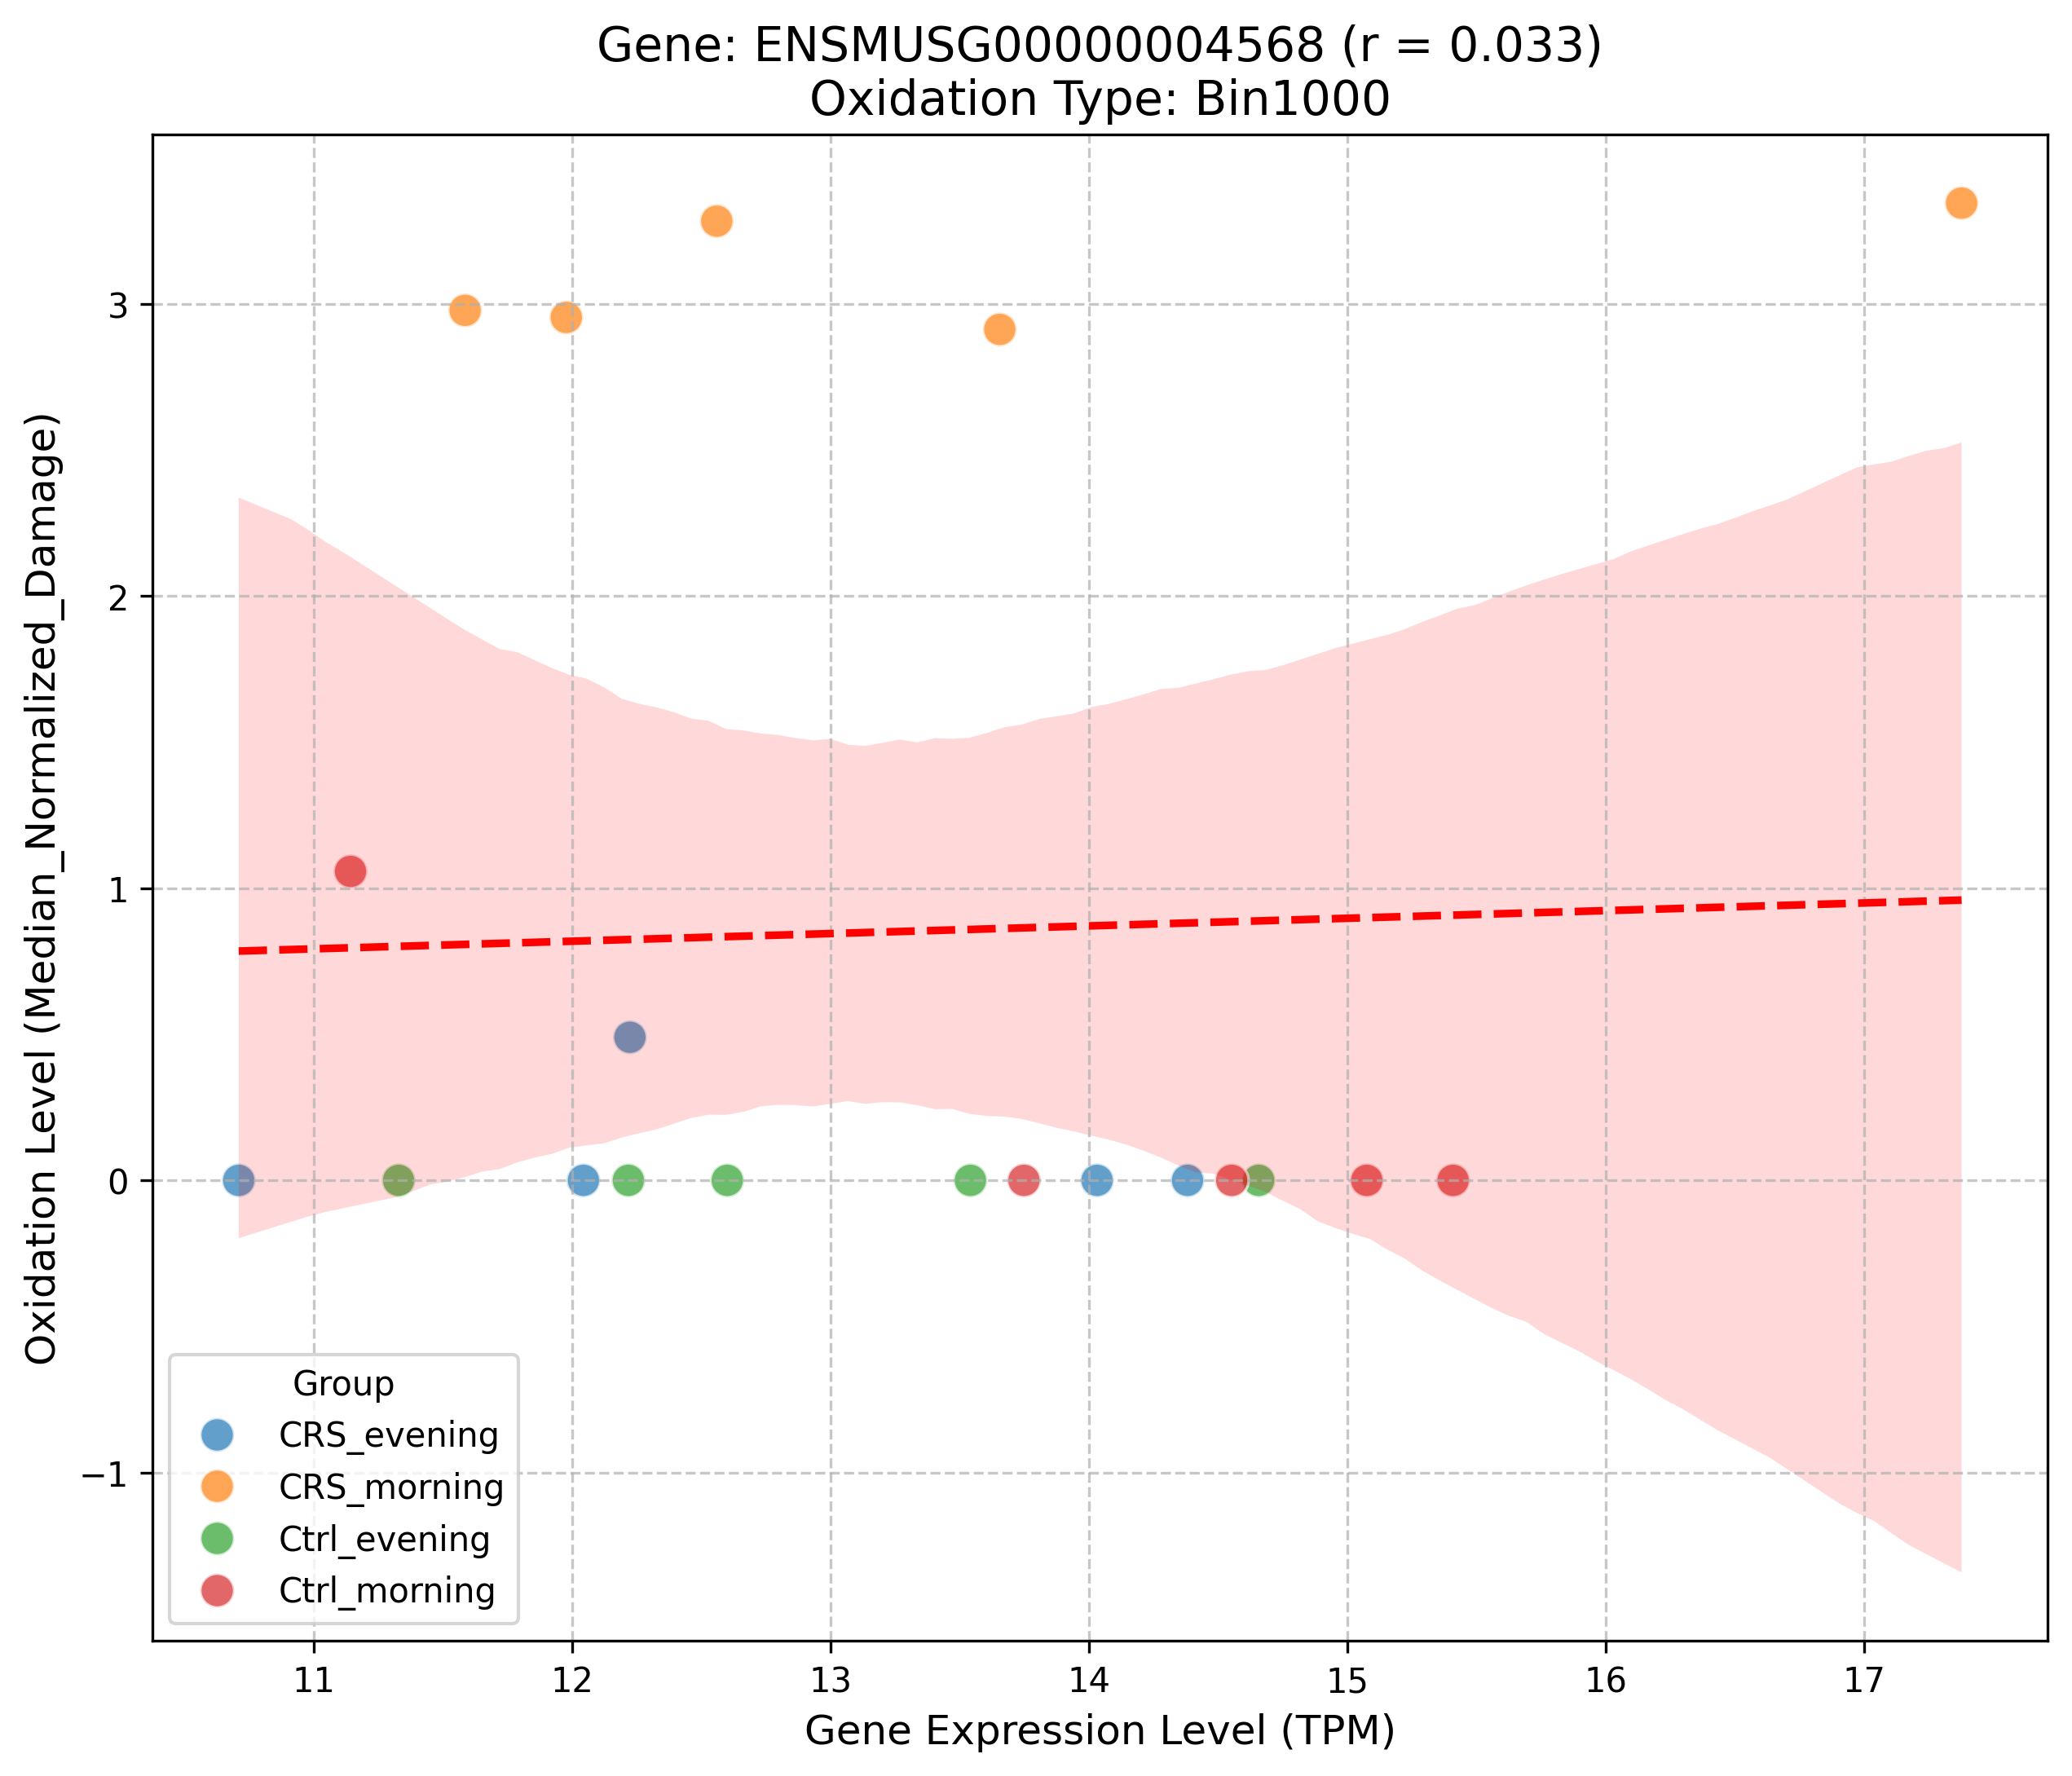 Gene: ENSMUSG00000004568 (r = 0.033)
Oxidation Type: Bin1000
Oxidation Level (Median_Normalized_Damage)
3
2
1
0
−1
Group
CRS_evening
CRS_morning
Ctrl_evening
Ctrl_morning
11 12 13 14 15 16 17
Gene Expression Level (TPM)